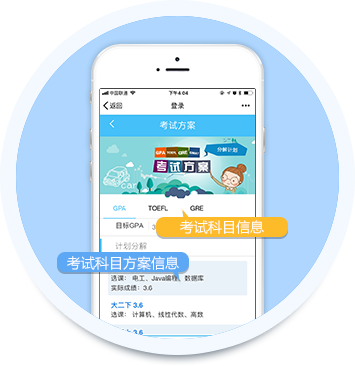 中国联通 下午4:04
返回 登录
考试方案
分解计划
GPA TOEFL GRE
考试方案
GPA TOEFL GRE
目标GPA 3
考试科目信息
计划分解
考试科目方案信息
选课: 电工、Java编程、数据库
实际成绩: 3.6
大二下 3.6
选课: 计算机、线性代数、高数